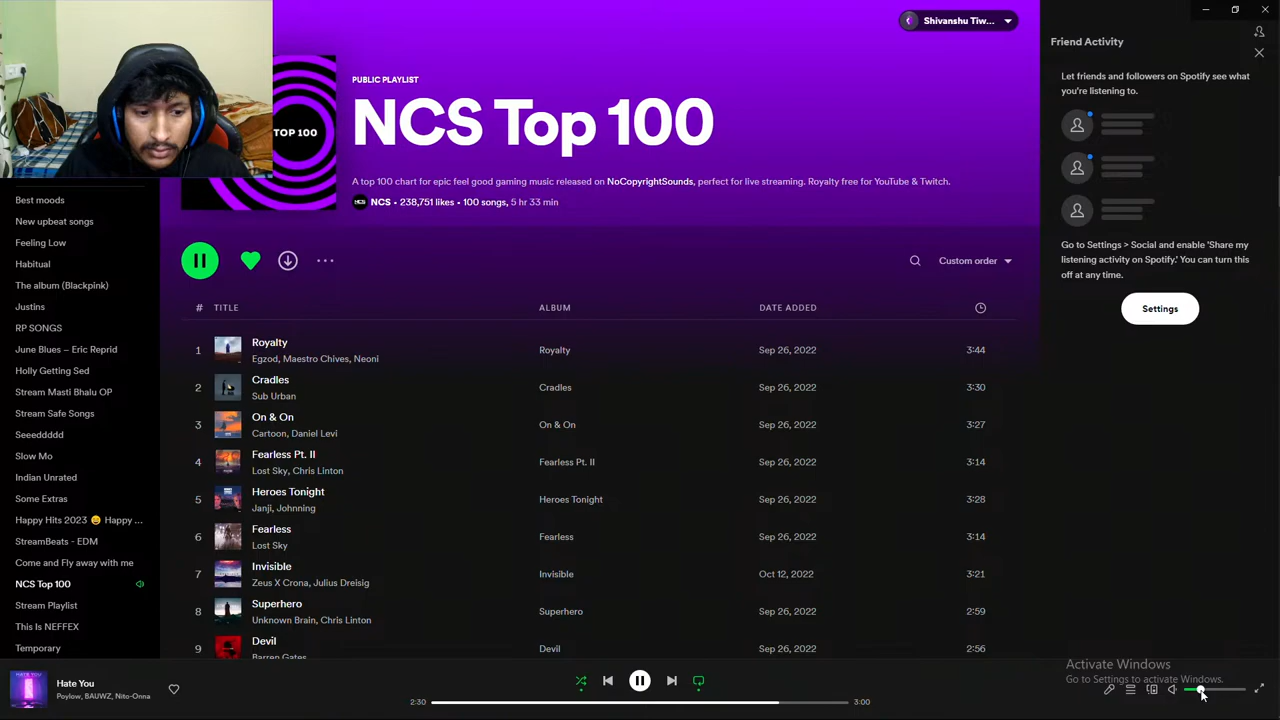 Shivanshu Tiw...
Friend Activity
Let friends and followers on Spotify see what
you're listening to.
Go to Settings > Social and enable 'Share my
listening activity on Spotify.' You can turn this
off at any time.
Settings
TOP 100
PUBLIC PLAYLIST
NCS Top 100
A top 100 chart for epic feel good gaming music released on NoCopyrightSounds, perfect for live streaming. Royalty free for YouTube & Twitch.
NCS • 238,751 likes • 100 songs, 5 hr 33 min
Custom order
Best moods
New upbeat songs
Feeling Low
Habitual
The album (Blackpink)
Justins
RP SONGS
June Blues – Eric Reprid
Holly Getting Sed
Stream Masti Bhalu OP
Stream Safe Songs
Seeeddddd
Slow Mo
Indian Unrated
Some Extras
Happy Hits 2023 😄 Happy ...
StreamBeats - EDM
Come and Fly away with me
NCS Top 100
Stream Playlist
This Is NEFFEX
Temporary
# TITLE ALBUM DATE ADDED
1 Royalty Royalty Sep 26, 2022 3:44
Egzod, Maestro Chives, Neoni
2 Cradles Cradles Sep 26, 2022 3:30
Sub Urban
3 On & On On & On Sep 26, 2022 3:27
Cartoon, Daniel Levi
4 Fearless Pt. II Fearless Pt. II Sep 26, 2022 3:14
Lost Sky, Chris Linton
5 Heroes Tonight Heroes Tonight Sep 26, 2022 3:28
Janji, Johnning
6 Fearless Fearless Sep 26, 2022 3:14
Lost Sky
7 Invisible Invisible Oct 12, 2022 3:21
Zeus X Crona, Julius Dreisig
8 Superhero Superhero Sep 26, 2022 2:59
Unknown Brain, Chris Linton
9 Devil Devil Sep 26, 2022 2:56
Barren Gates
Activate Windows
Go to Settings to activate Windows.
HATE YOU
Hate You
Poylow, BAUWZ, Nito-Onna
2:30 3:00